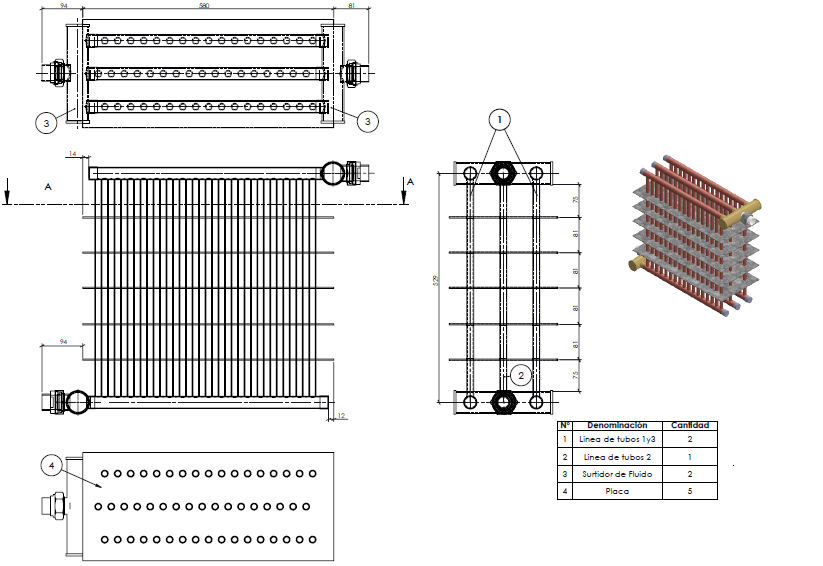 94 580 81
3 3
14
A A
94
12
4
1
529
75
81
81
81
81
75
2
Nº Denominación Cantidad
1 Linea de tubos 1y3 2
2 Linea de tubos 2 1
3 Surtidor de Fluido 2
4 Placa 5